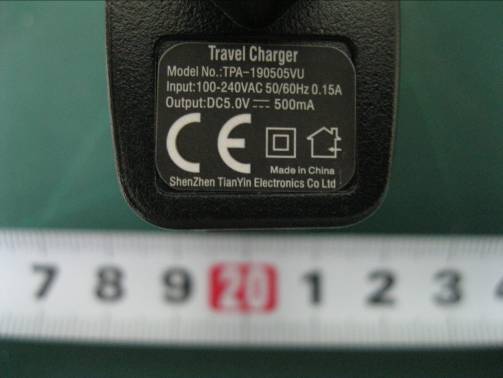 Travel Charger
Model No.:TPA-190505VU
Input:100-240VAC 50/60Hz 0.15A
Output:DC5.0V ⎓ 500mA
CE
Made in China
ShenZhen TianYin Electronics Co Ltd
7 8 9 20 1 2 3 4